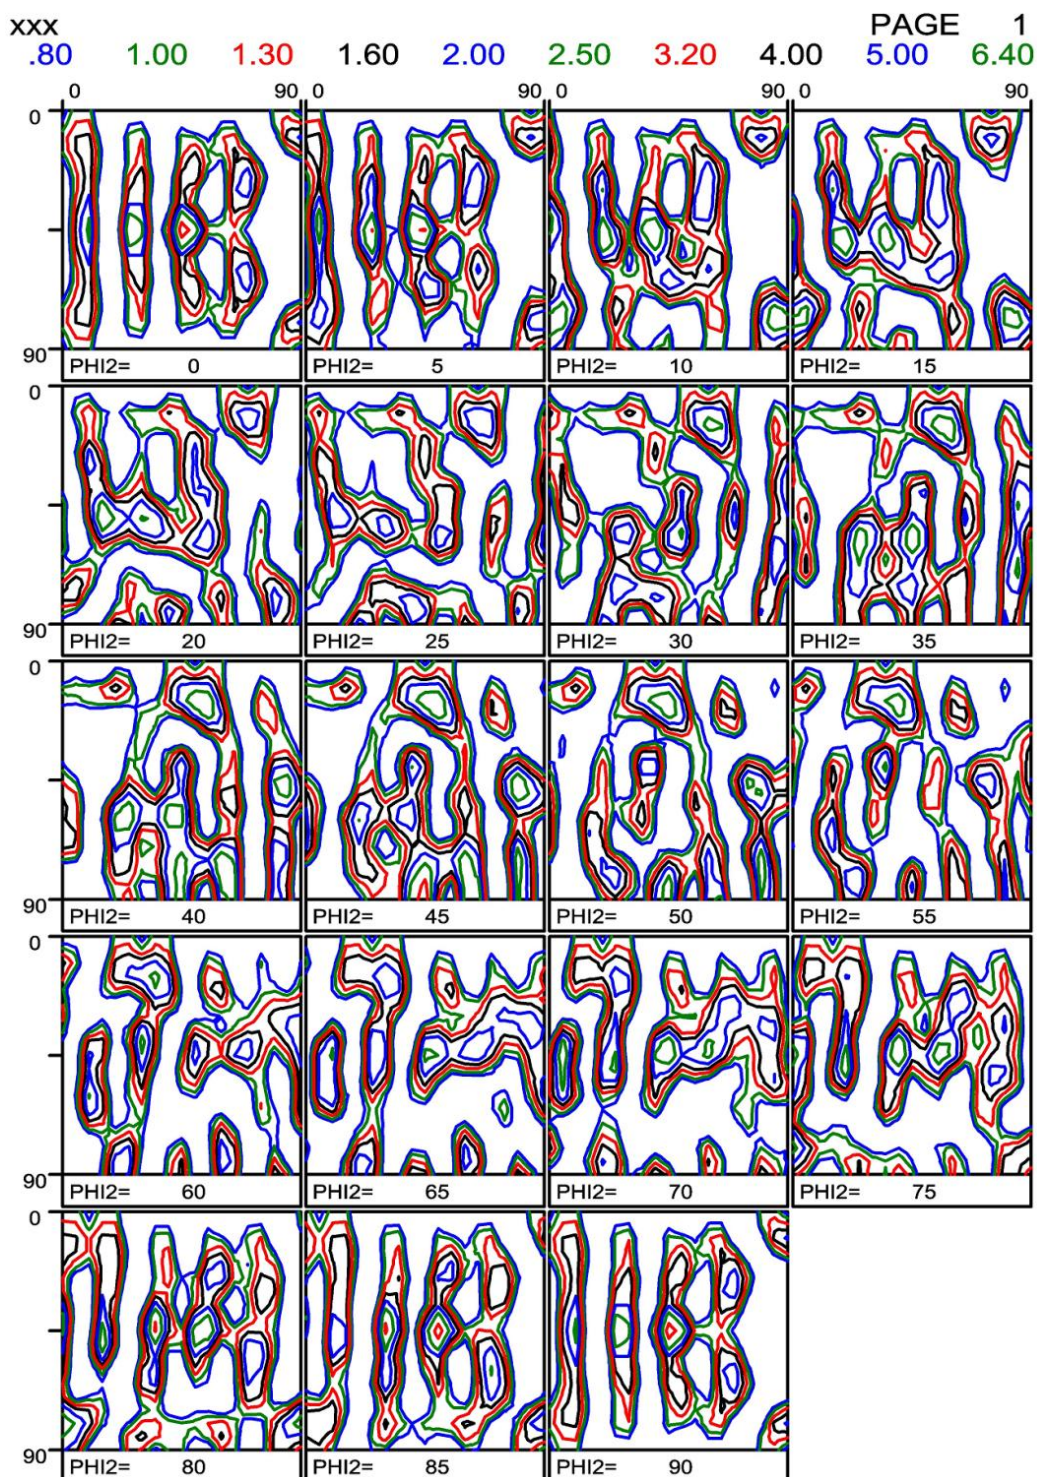 xxx PAGE 1
.80 1.00 1.30 1.60 2.00 2.50 3.20 4.00 5.00 6.40
0 90 0 90 0 90 0 90
0
90
PHI2= 0 PHI2= 5 PHI2= 10 PHI2= 15
0
90
PHI2= 20 PHI2= 25 PHI2= 30 PHI2= 35
0
90
PHI2= 40 PHI2= 45 PHI2= 50 PHI2= 55
0
90
PHI2= 60 PHI2= 65 PHI2= 70 PHI2= 75
0
90
PHI2= 80 PHI2= 85 PHI2= 90